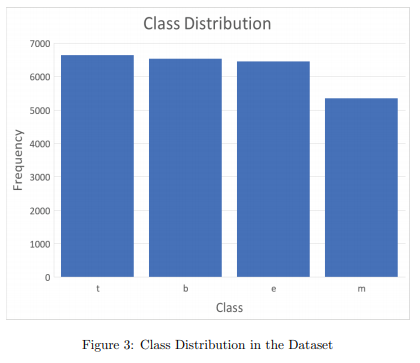 Class Distribution
7000
6000
5000
4000
3000
2000
1000
0
Frequency
t b e m
Class
Figure 3: Class Distribution in the Dataset